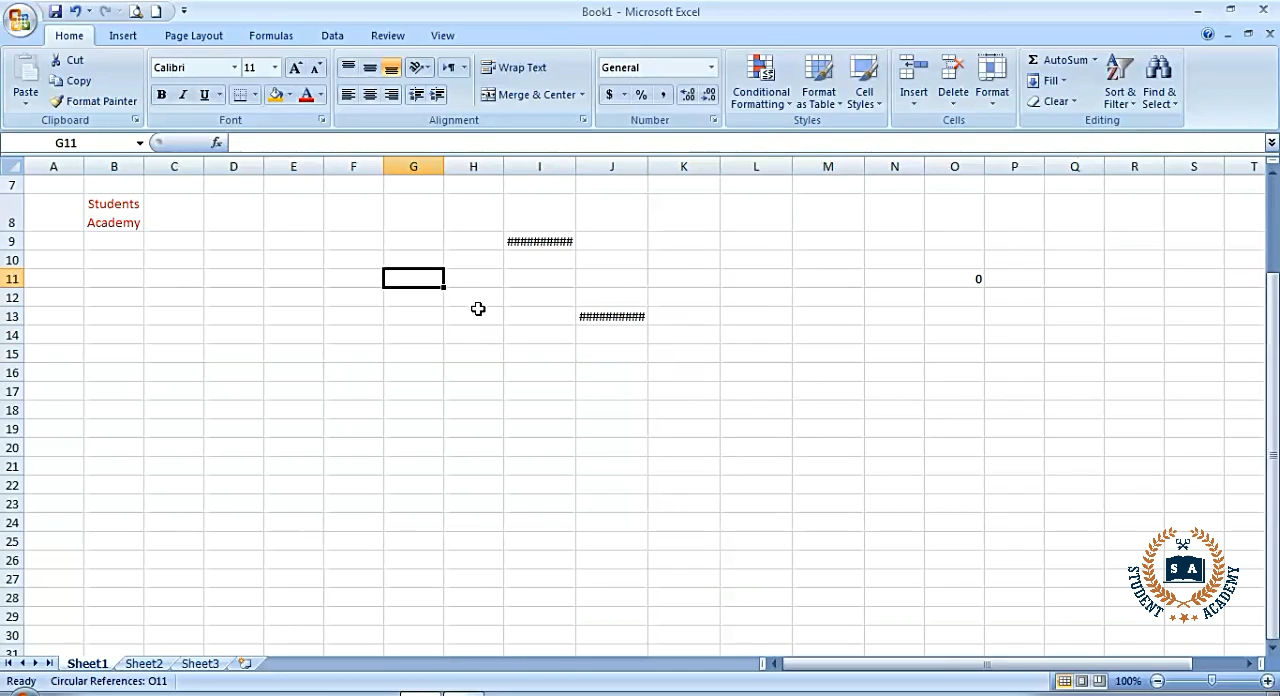 Book1 - Microsoft Excel
Home Insert Page Layout Formulas Data Review View
Cut
Copy
Format Painter
Paste
Clipboard
Calibri 11
B I U
Font
Wrap Text
Merge & Center
Alignment
General
$ % ,
Number
Conditional Formatting
Format as Table
Cell Styles
Styles
Insert Delete Format
Cells
Σ AutoSum
Fill
Clear
Sort & Filter
Find & Select
Editing
G11 fx
A B C D E F G H I J K L M N O P Q R S T
7
Students
8 Academy
9 ##########
10
11 0
12
13 ##########
14
15
16
17
18
19
20
21
22
23
24
25
26
27
28
29
30
31
S A
STUDENT ACADEMY
Sheet1 Sheet2 Sheet3
Ready Circular References: O11 100%